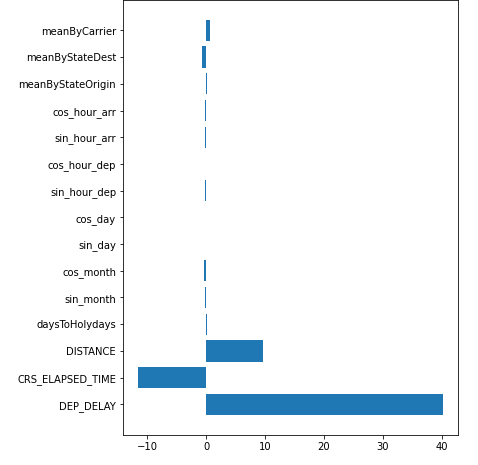 meanByCarrier
meanByStateDest
meanByStateOrigin
cos_hour_arr
sin_hour_arr
cos_hour_dep
sin_hour_dep
cos_day
sin_day
cos_month
sin_month
daysToHolydays
DISTANCE
CRS_ELAPSED_TIME
DEP_DELAY
−10 0 10 20 30 40